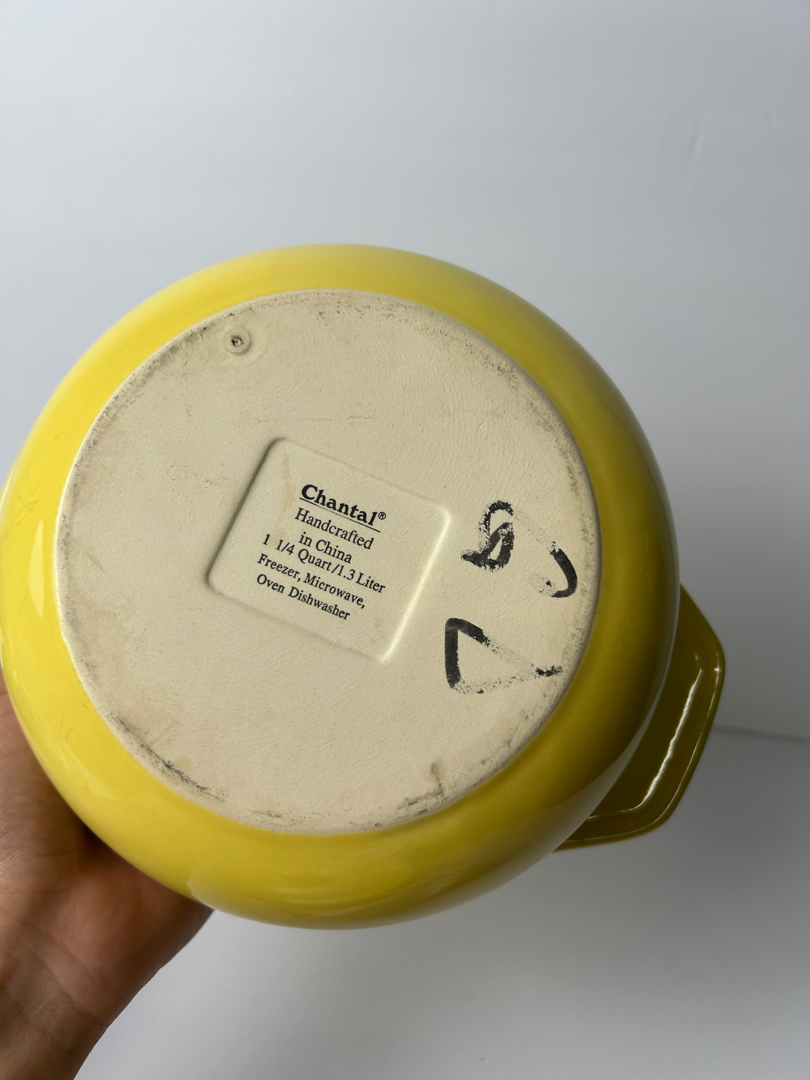 Chantal®
Handcrafted
in China
1 1/4 Quart/1.3 Liter
Freezer, Microwave,
Oven Dishwasher